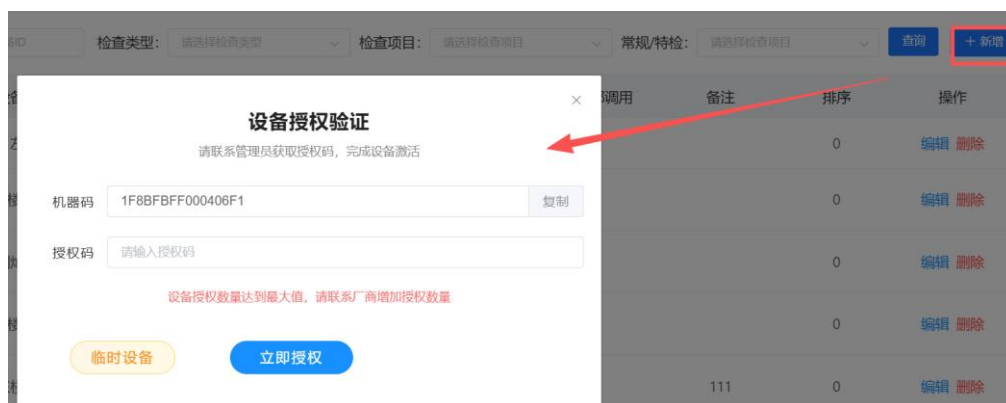 检查类型： 请选择检查类型 检查项目： 请选择检查项目 常规/特检： 请选择检查项目 查询 + 新增
调用 备注 排序 操作
设备授权验证
请联系管理员获取授权码，完成设备激活
0 编辑 删除
机器码 1F8BFBFF000406F1 复制
0 编辑 删除
授权码 请输入授权码
0 编辑 删除
设备授权数量达到最大值，请联系厂商增加授权数量
0 编辑 删除
临时设备 立即授权
111 0 编辑 删除